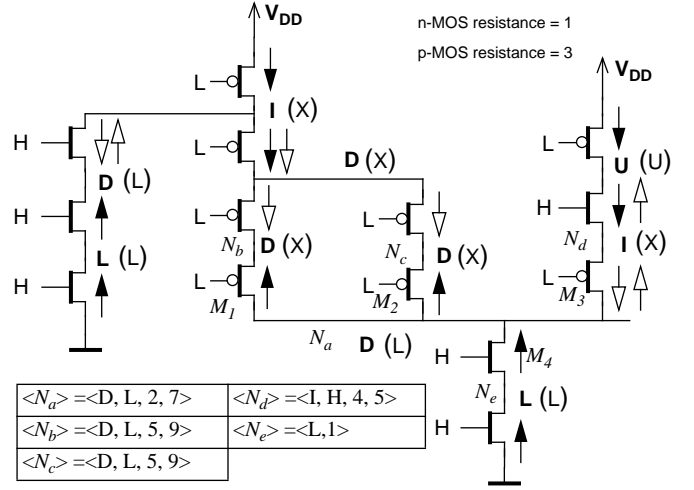 V_DD
n-MOS resistance = 1
p-MOS resistance = 3
V_DD
L
I (X)
H
L
L
D (X)
U (U)
D (L)
H
L
D (X)
L
D (X)
H
I (X)
N_b
N_c
N_d
L (L)
H
L
M_1
L
M_2
L
M_3
N_a
D (L)
H
M_4
N_e
L (L)
H
<N_a> =<D, L, 2, 7>
<N_d> =<I, H, 4, 5>
<N_b> =<D, L, 5, 9>
<N_e> =<L,1>
<N_c> =<D, L, 5, 9>